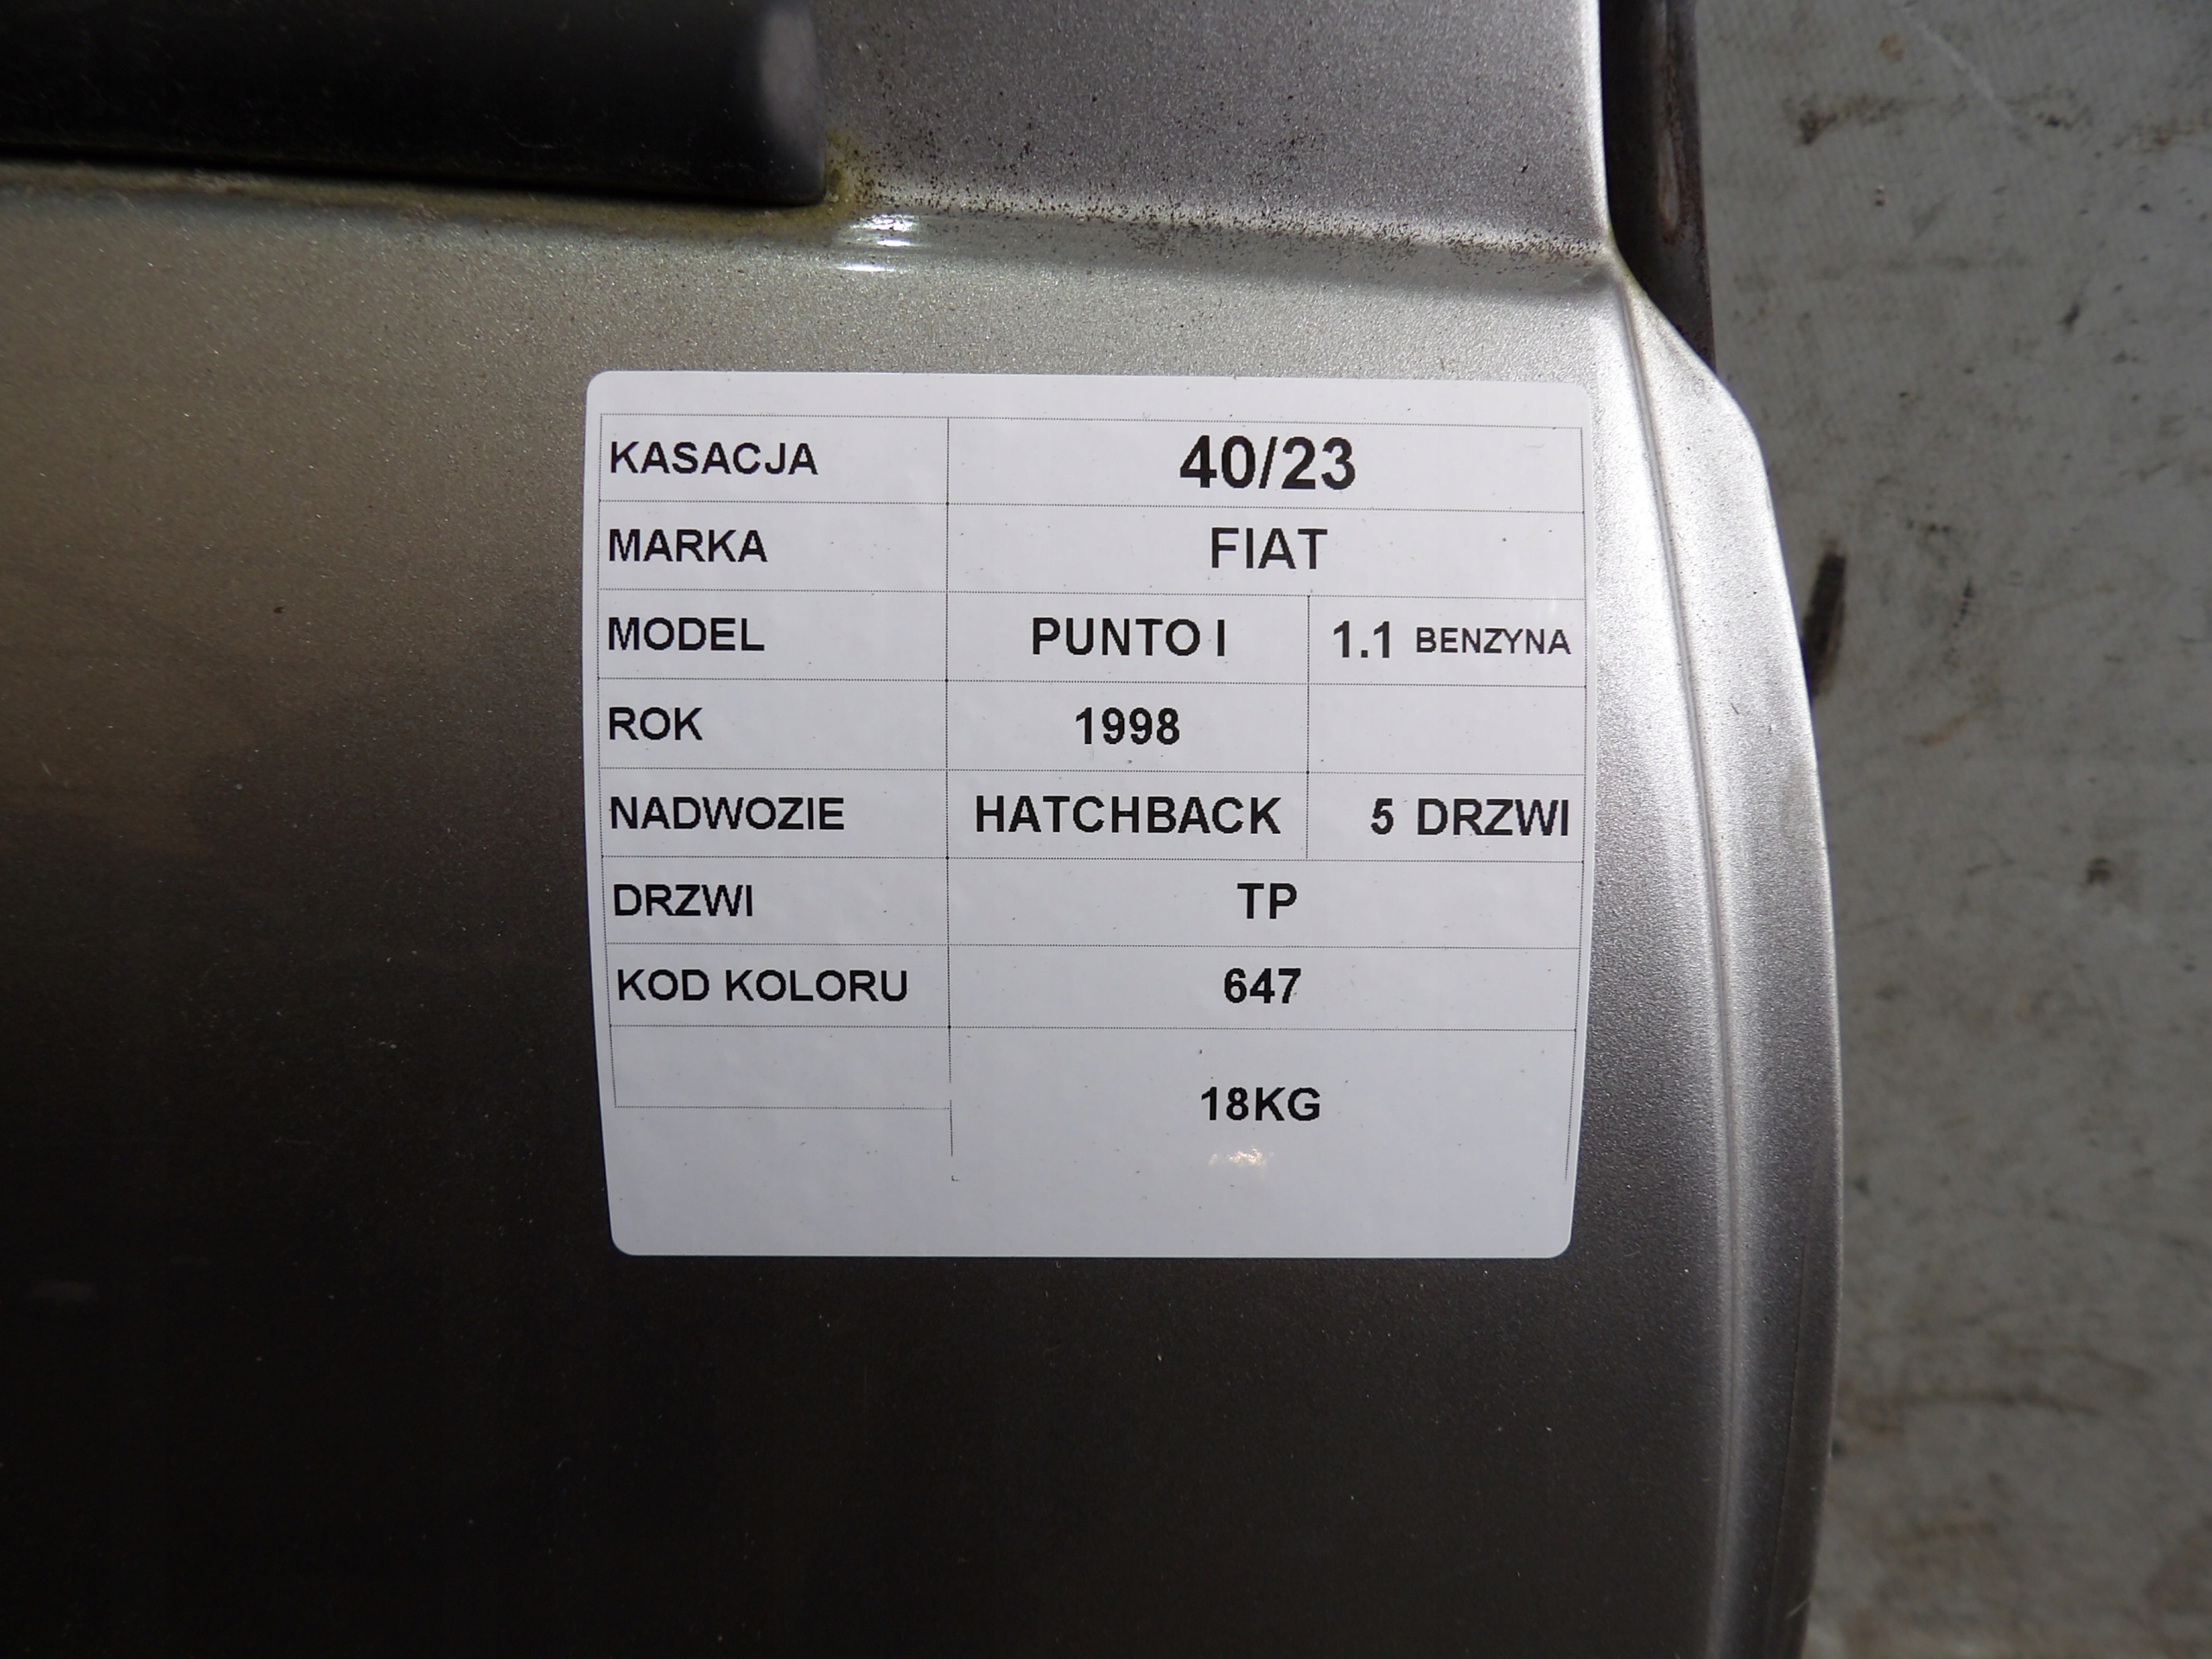 KASACJA 40/23
MARKA FIAT
MODEL PUNTO I 1.1 BENZYNA
ROK 1998
NADWOZIE HATCHBACK 5 DRZWI
DRZWI TP
KOD KOLORU 647
18KG